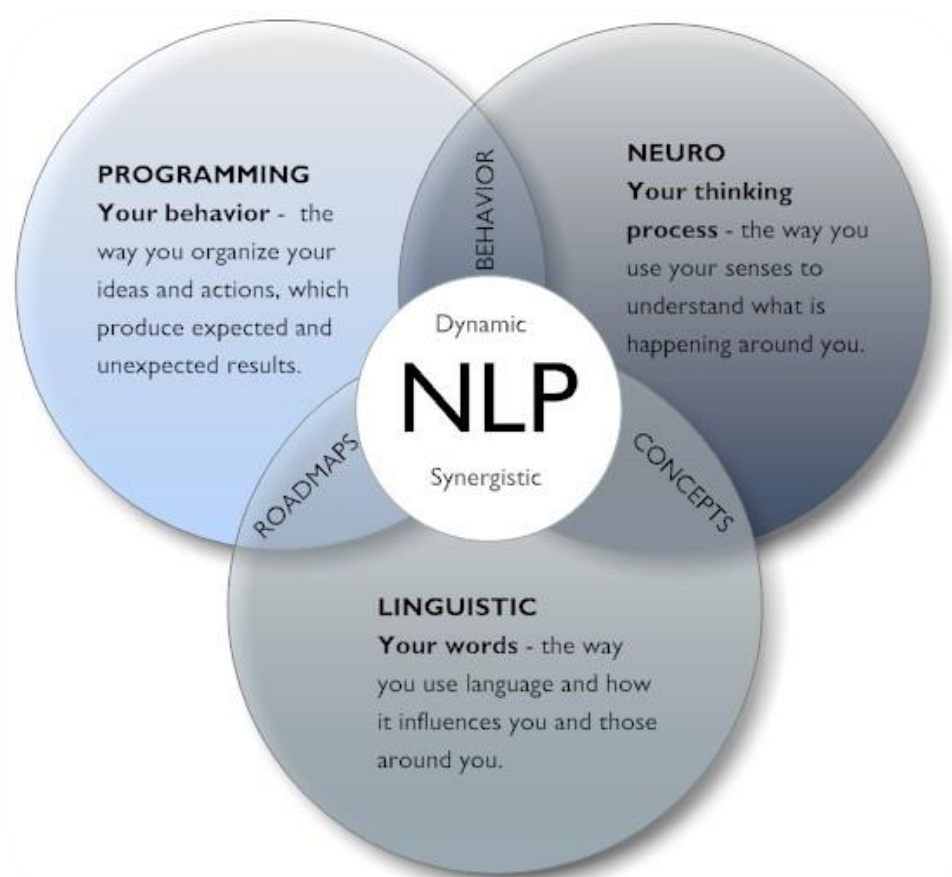 PROGRAMMING
Your behavior - the
way you organize your
ideas and actions, which
produce expected and
unexpected results.
BEHAVIOR
NEURO
Your thinking
process - the way you
use your senses to
understand what is
happening around you.
Dynamic
NLP
Synergistic
ROADMAPS
CONCEPTS
LINGUISTIC
Your words - the way
you use language and how
it influences you and those
around you.